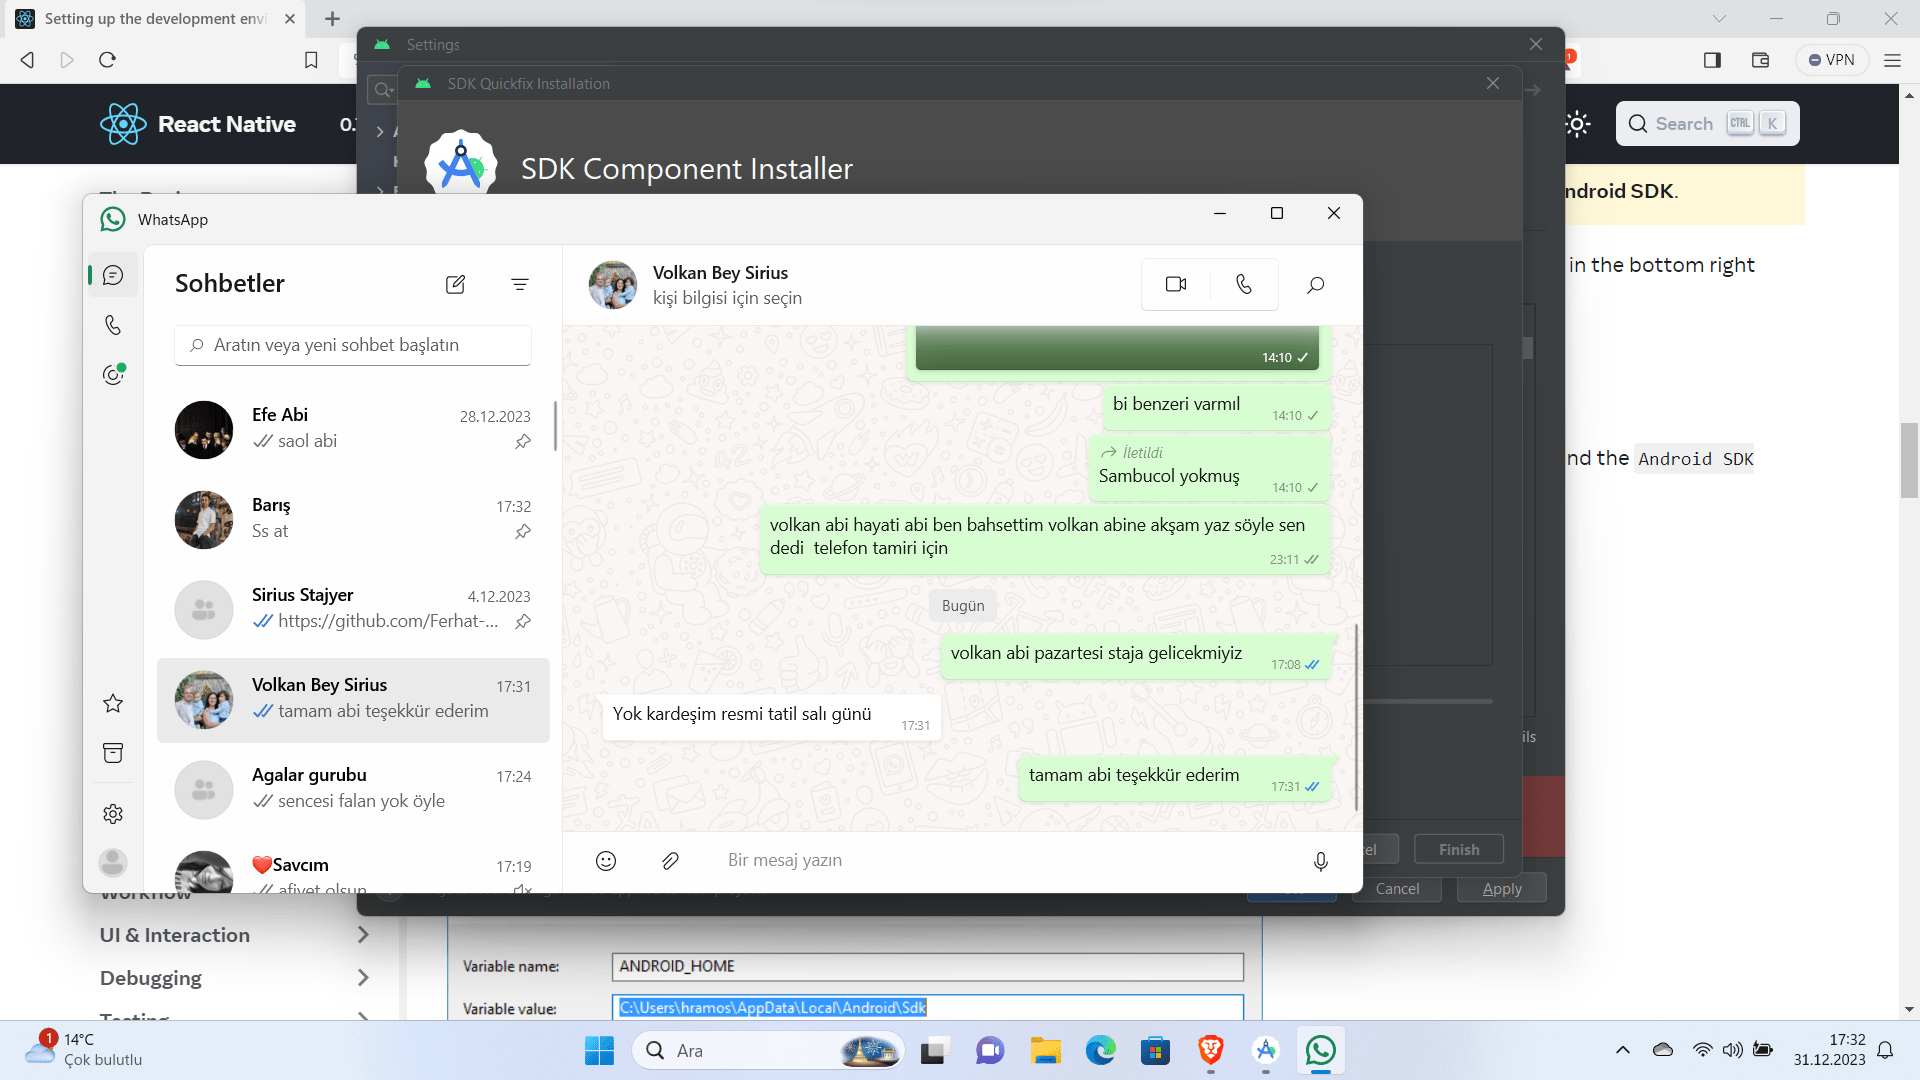 Setting up the development envi
VPN
1
React Native
0.
Search
CTRL
K
Settings
SDK Quickfix Installation
SDK Component Installer
ndroid SDK.
in the bottom right
nd the Android SDK
ils
Finish
Cancel
Apply
WhatsApp
Sohbetler
Aratın veya yeni sohbet başlatın
Efe Abi
28.12.2023
saol abi
Barış
17:32
Ss at
Sirius Stajyer
4.12.2023
https://github.com/Ferhat-...
Volkan Bey Sirius
17:31
tamam abi teşekkür ederim
Agalar gurubu
17:24
sencesi falan yok öyle
❤️Savcım
17:19
afiyet olsun
Volkan Bey Sirius
kişi bilgisi için seçin
14:10
bi benzeri varmıl
14:10
İletildi
Sambucol yokmuş
14:10
volkan abi hayati abi ben bahsettim volkan abine akşam yaz söyle sen
dedi  telefon tamiri için
23:11
Bugün
volkan abi pazartesi staja gelicekmiyiz
17:08
Yok kardeşim resmi tatil salı günü
17:31
tamam abi teşekkür ederim
17:31
Bir mesaj yazın
Workflow
UI & Interaction
Debugging
Testing
Variable name:
ANDROID_HOME
Variable value:
C:\Users\hramos\AppData\Local\Android\Sdk
1
14°C
Çok bulutlu
Ara
17:32
31.12.2023